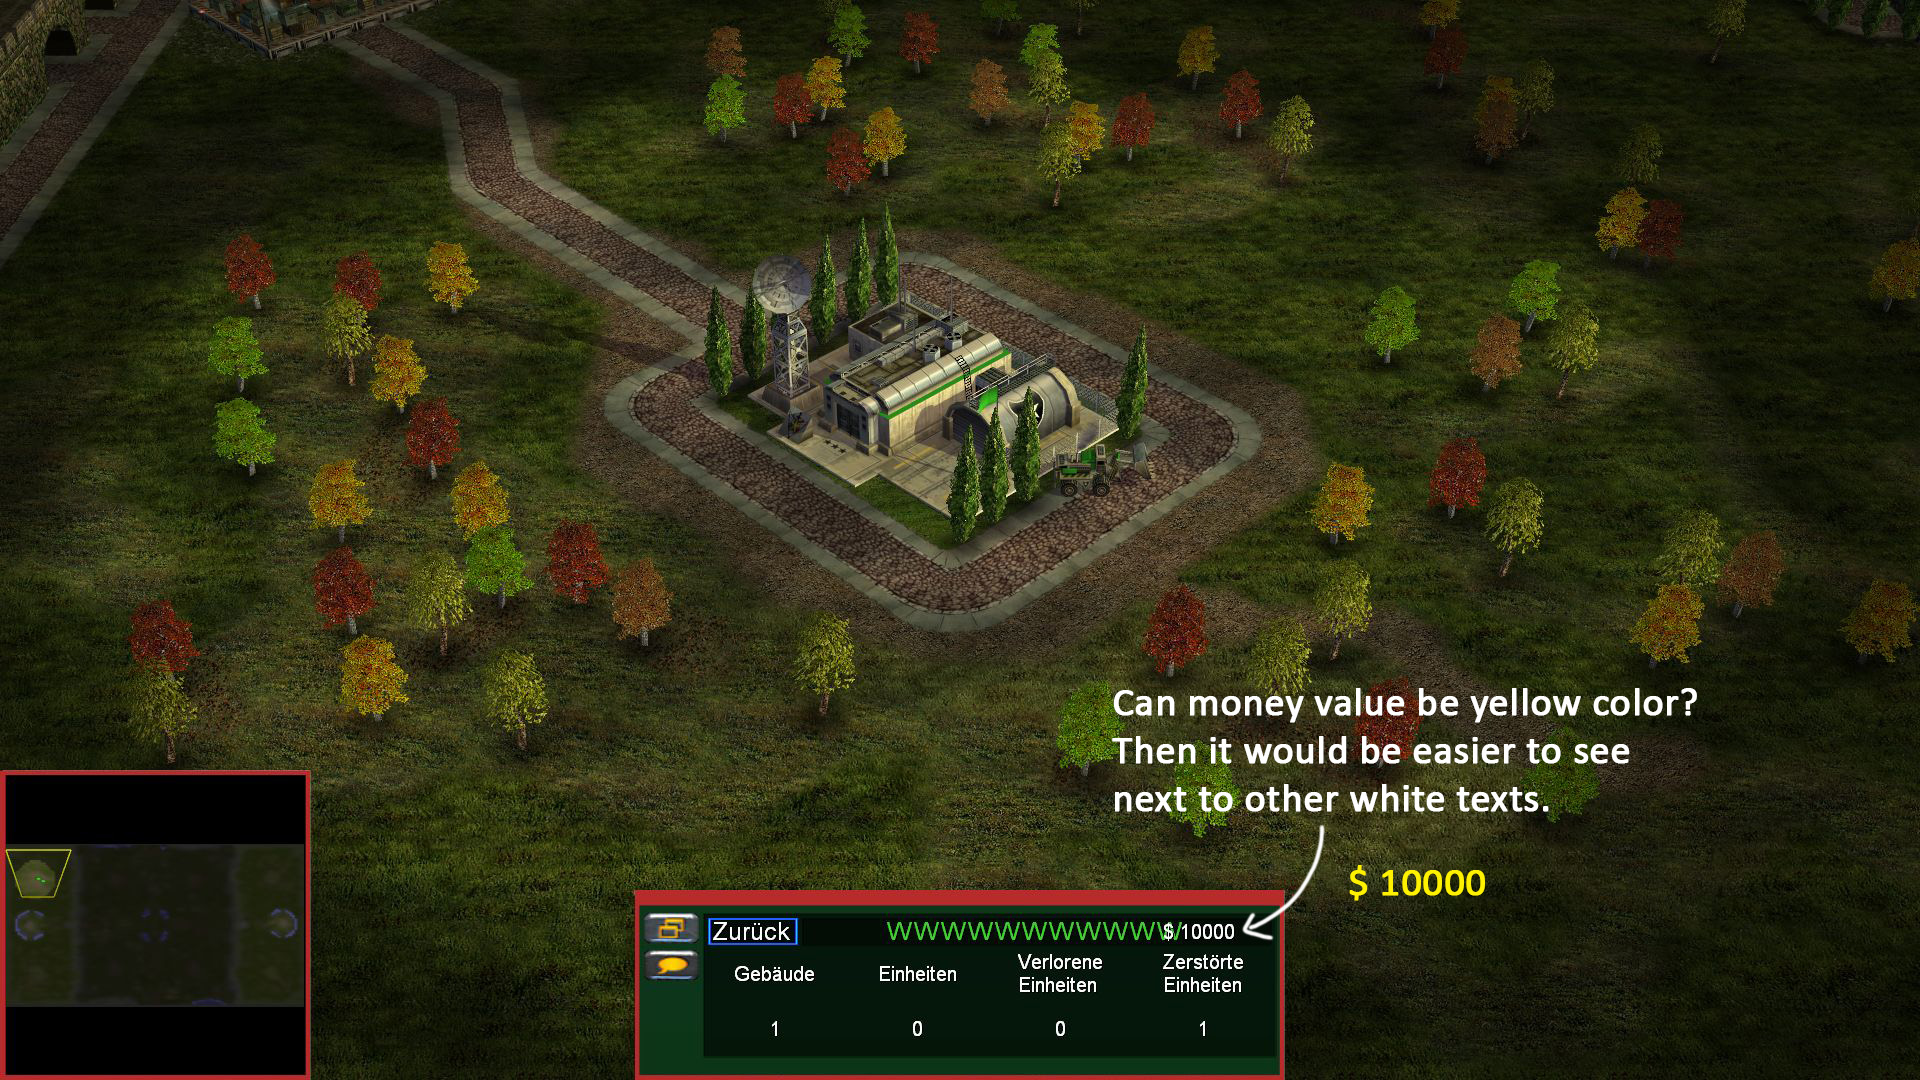 Can money value be yellow color?
Then it would be easier to see
next to other white texts.
$ 10000
Zurück WWWWWWWWWWW $ 10000
Gebäude Einheiten Verlorene Einheiten Zerstörte Einheiten
1 0 0 1